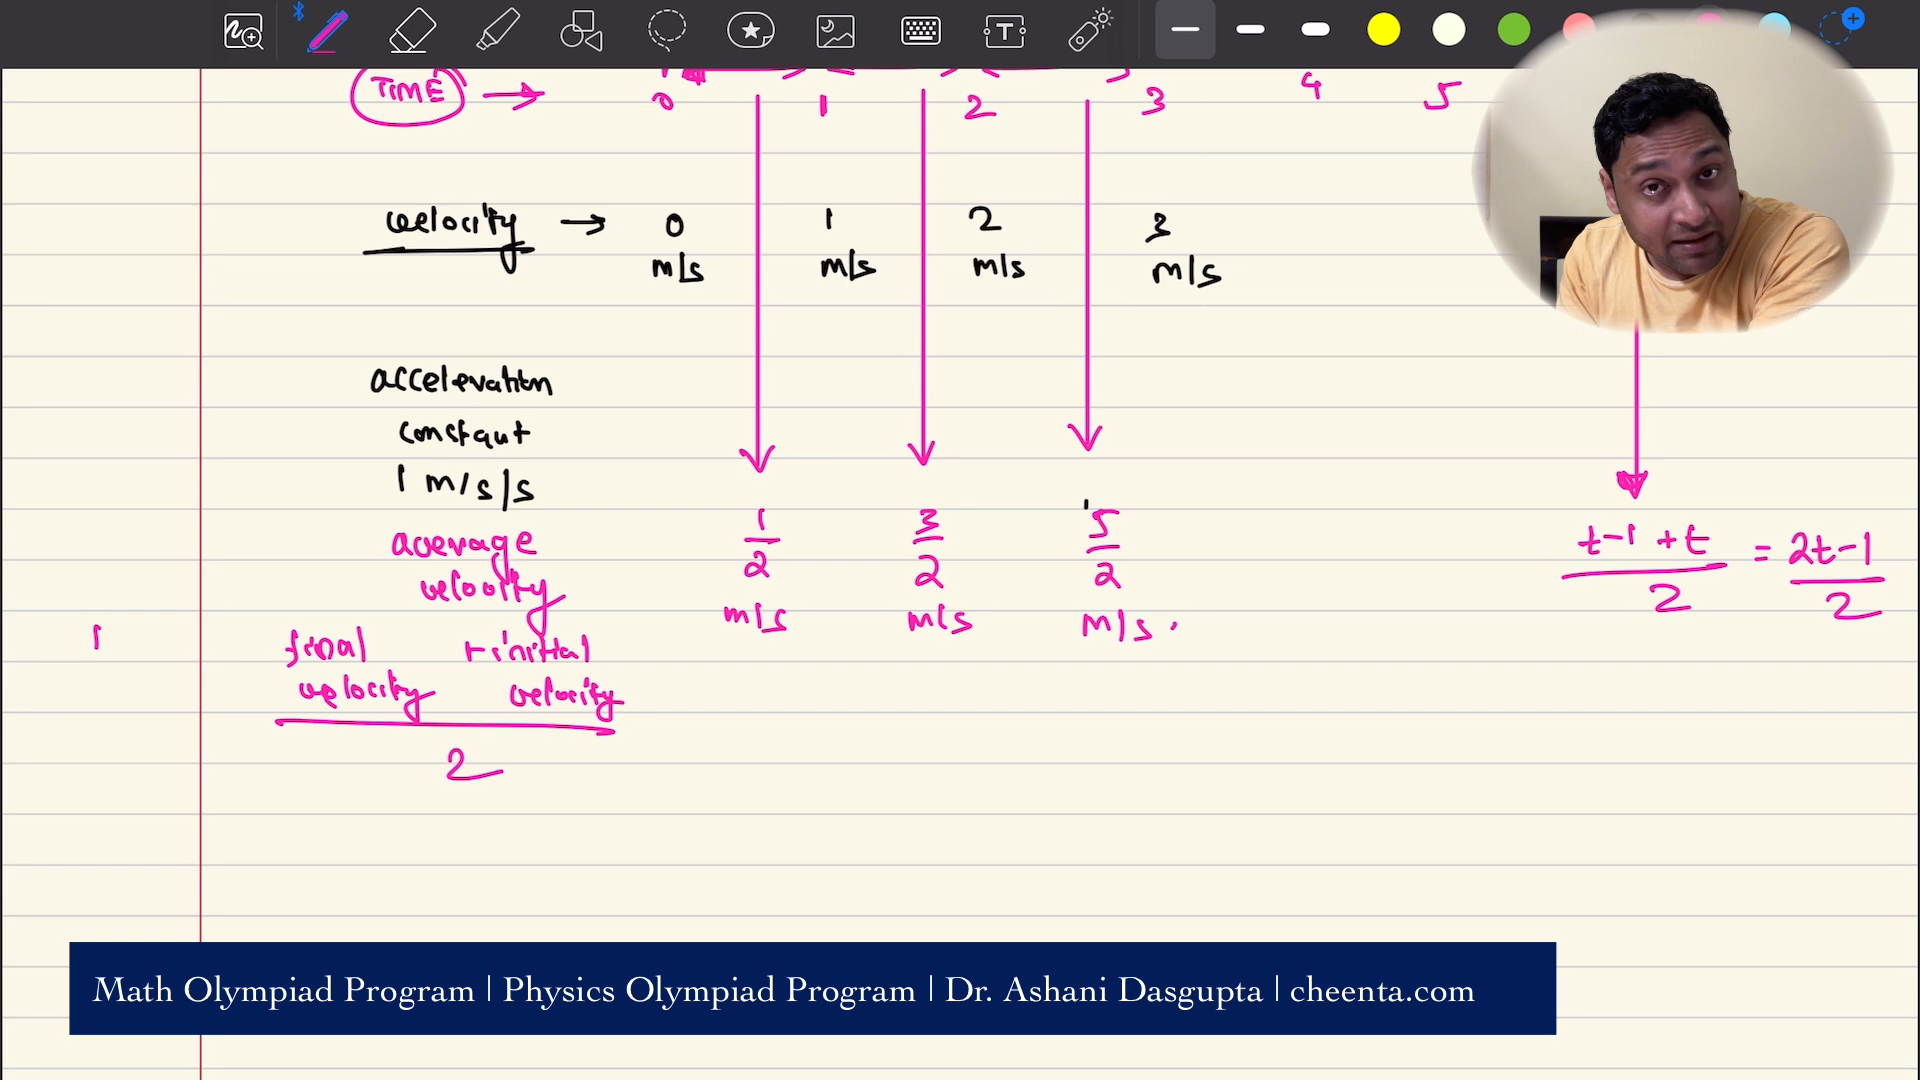 TIME → 0 1 2 3 4 5
velocity → 0 m/s 1 m/s 2 m/s 3 m/s
acceleration
constant
1 m/s/s
average velocity
1/2 m/s 3/2 m/s 5/2 m/s.
t-1 + t / 2 = 2t-1 / 2
1
final velocity + initial velocity
2
T
Math Olympiad Program | Physics Olympiad Program | Dr. Ashani Dasgupta | cheenta.com